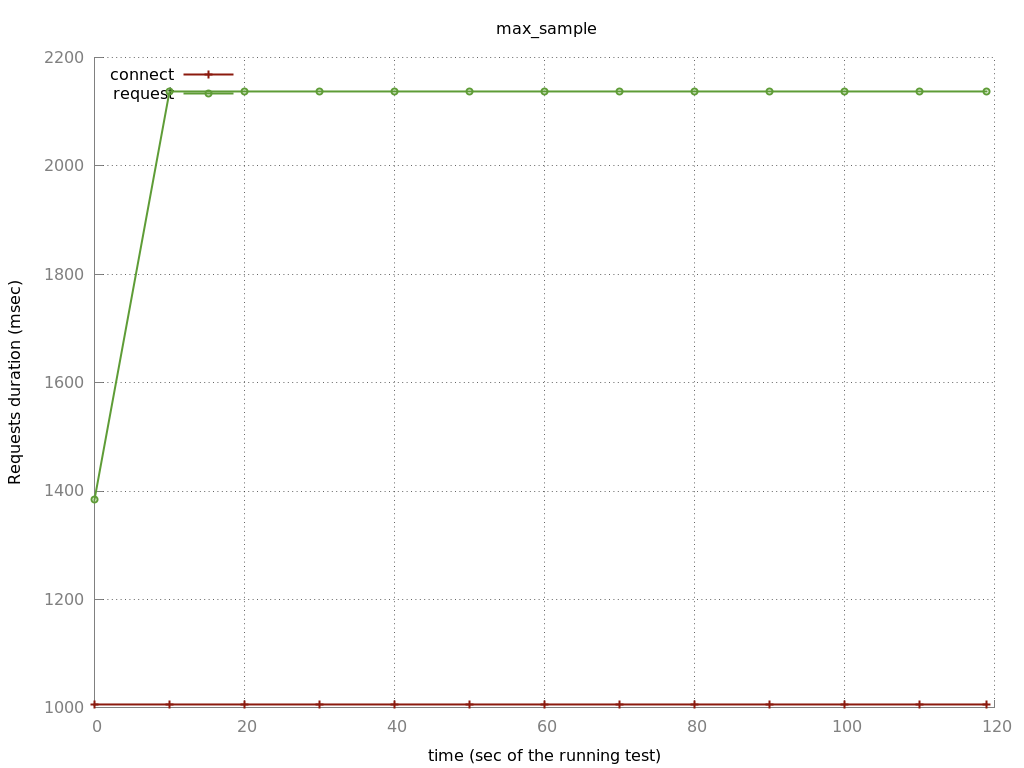 max_sample
2200
connect
request
2000
1800
1600
1400
1200
1000
0 20 40 60 80 100 120
Requests duration (msec)
time (sec of the running test)